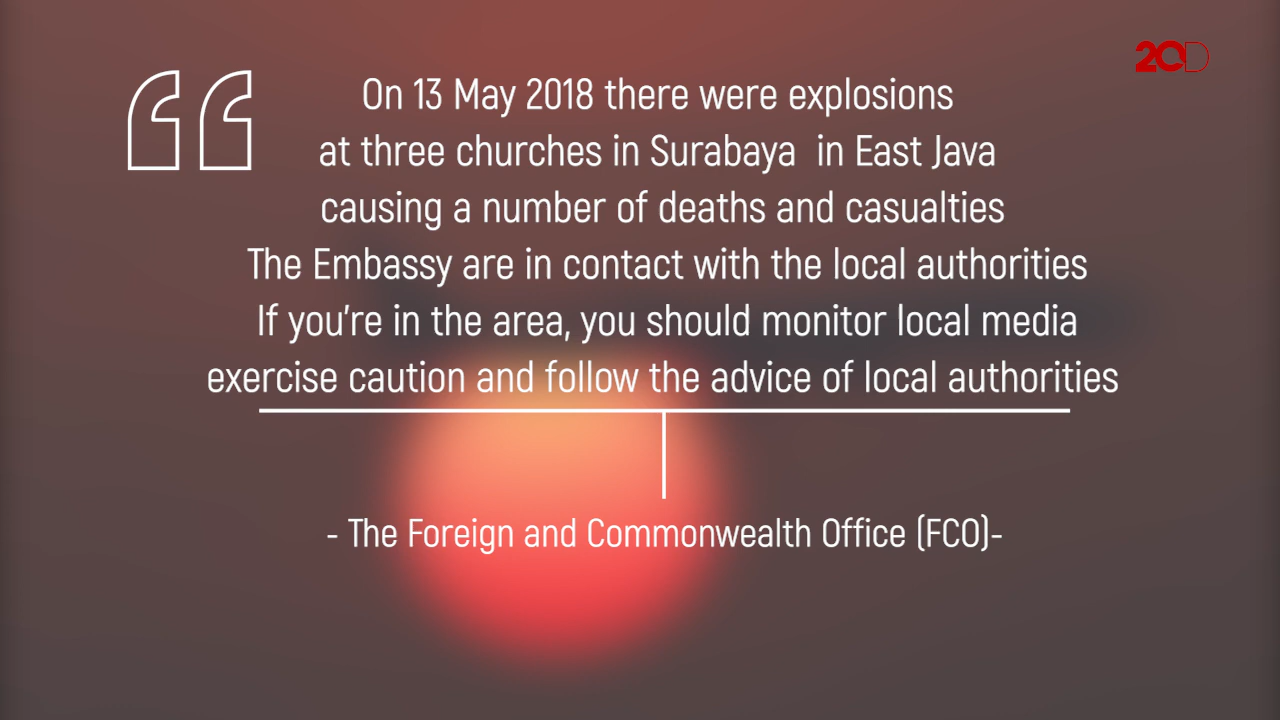 20D
“
On 13 May 2018 there were explosions
at three churches in Surabaya  in East Java
causing a number of deaths and casualties
The Embassy are in contact with the local authorities
If you're in the area, you should monitor local media
exercise caution and follow the advice of local authorities
- The Foreign and Commonwealth Office (FCO)-